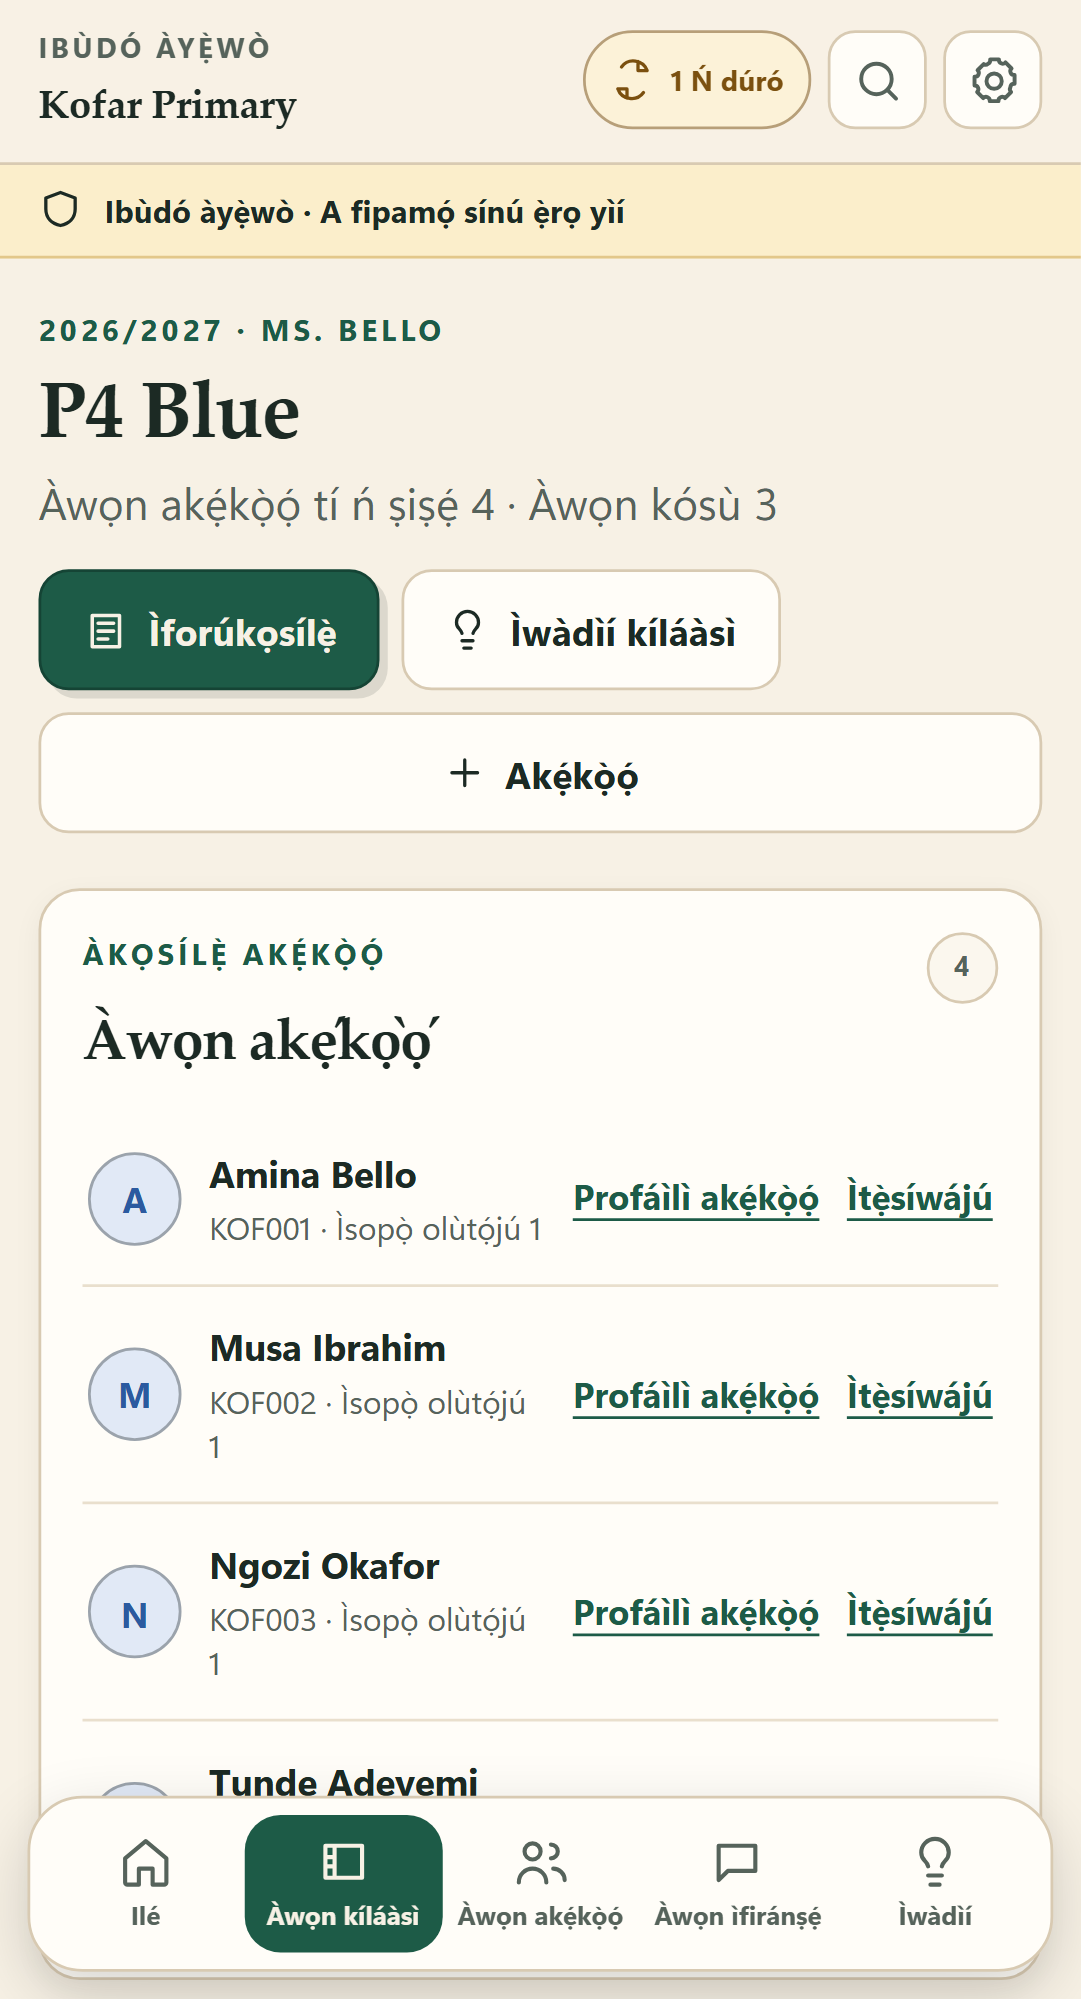 IBÙDÓ ÀYẸ̀WÒ
Kofar Primary
1 Ń dúró
Ibùdó àyẹ̀wò · A fipamọ́ sínú ẹ̀rọ yìí
2026/2027 · MS. BELLO
P4 Blue
Àwọn akẹ́kọ̀ọ́ tí ń ṣiṣẹ́ 4 · Àwọn kósù 3
Ìforúkọsílẹ̀
Ìwàdìí kíláàsì
Akẹ́kọ̀ọ́
ÀKỌSÍLẸ̀ AKẸ́KỌ̀Ọ́
4
Àwọn akẹ́kọ̀ọ́
A
Amina Bello
KOF001 · Ìsopọ̀ olùtọ́jú 1
Profáìlì akẹ́kọ̀ọ́
Ìtẹ̀síwájú
M
Musa Ibrahim
KOF002 · Ìsopọ̀ olùtọ́jú
1
Profáìlì akẹ́kọ̀ọ́
Ìtẹ̀síwájú
N
Ngozi Okafor
KOF003 · Ìsopọ̀ olùtọ́jú
1
Profáìlì akẹ́kọ̀ọ́
Ìtẹ̀síwájú
Tunde Adeyemi
Ilé
Àwọn kíláàsì
Àwọn akẹ́kọ̀ọ́
Àwọn ìfiránṣẹ́
Ìwàdìí